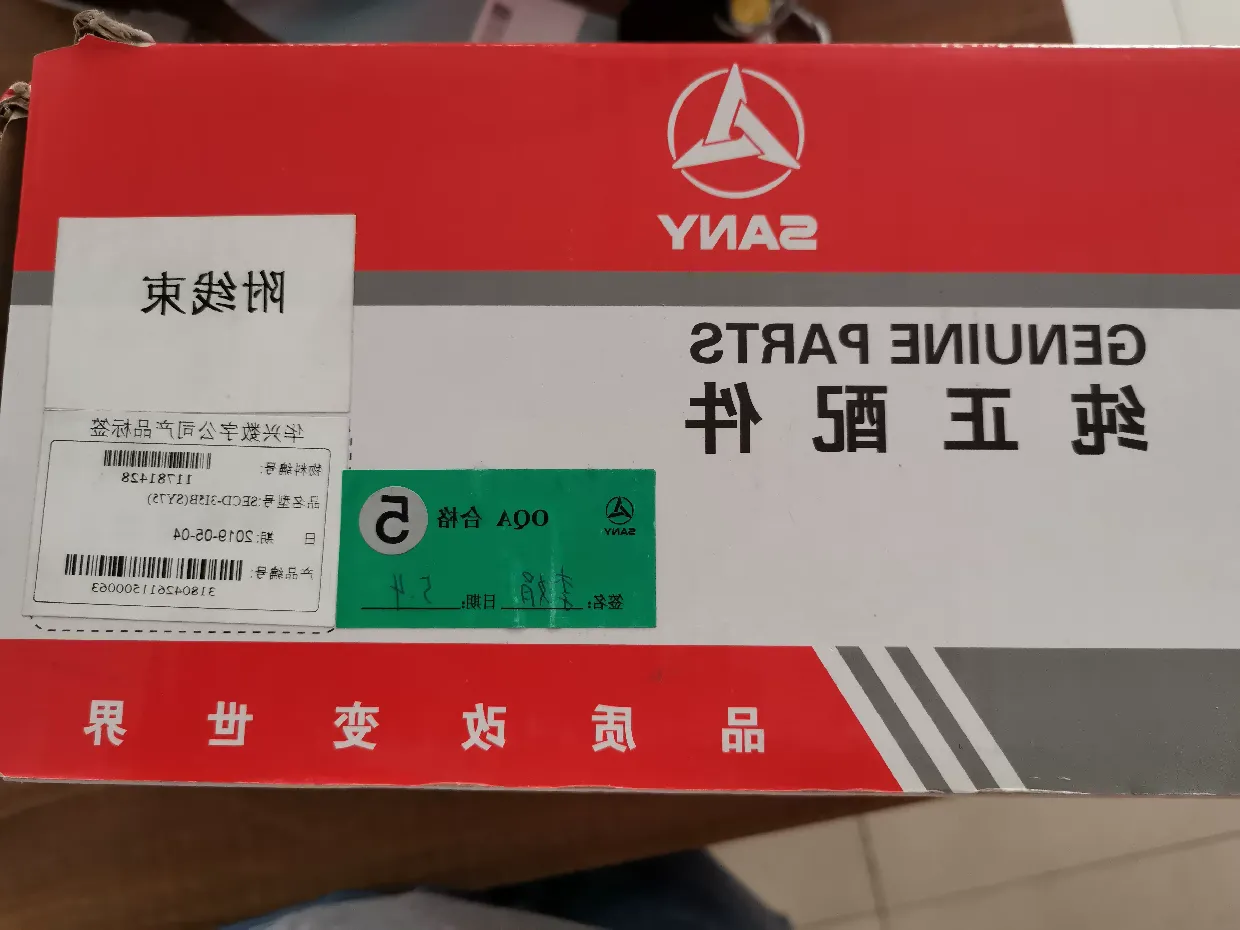 SANY
GENUINE PARTS
纯正配件
附线束
华兴数字公司产品标签
物料编号:
11781428
品名型号:SECD-3I5B(SY75)
日 期:2019-05-04
产品编号:
3180426115000063
SANY
OQA 合格 5
签名: 日期: 5.4
品质改变世界